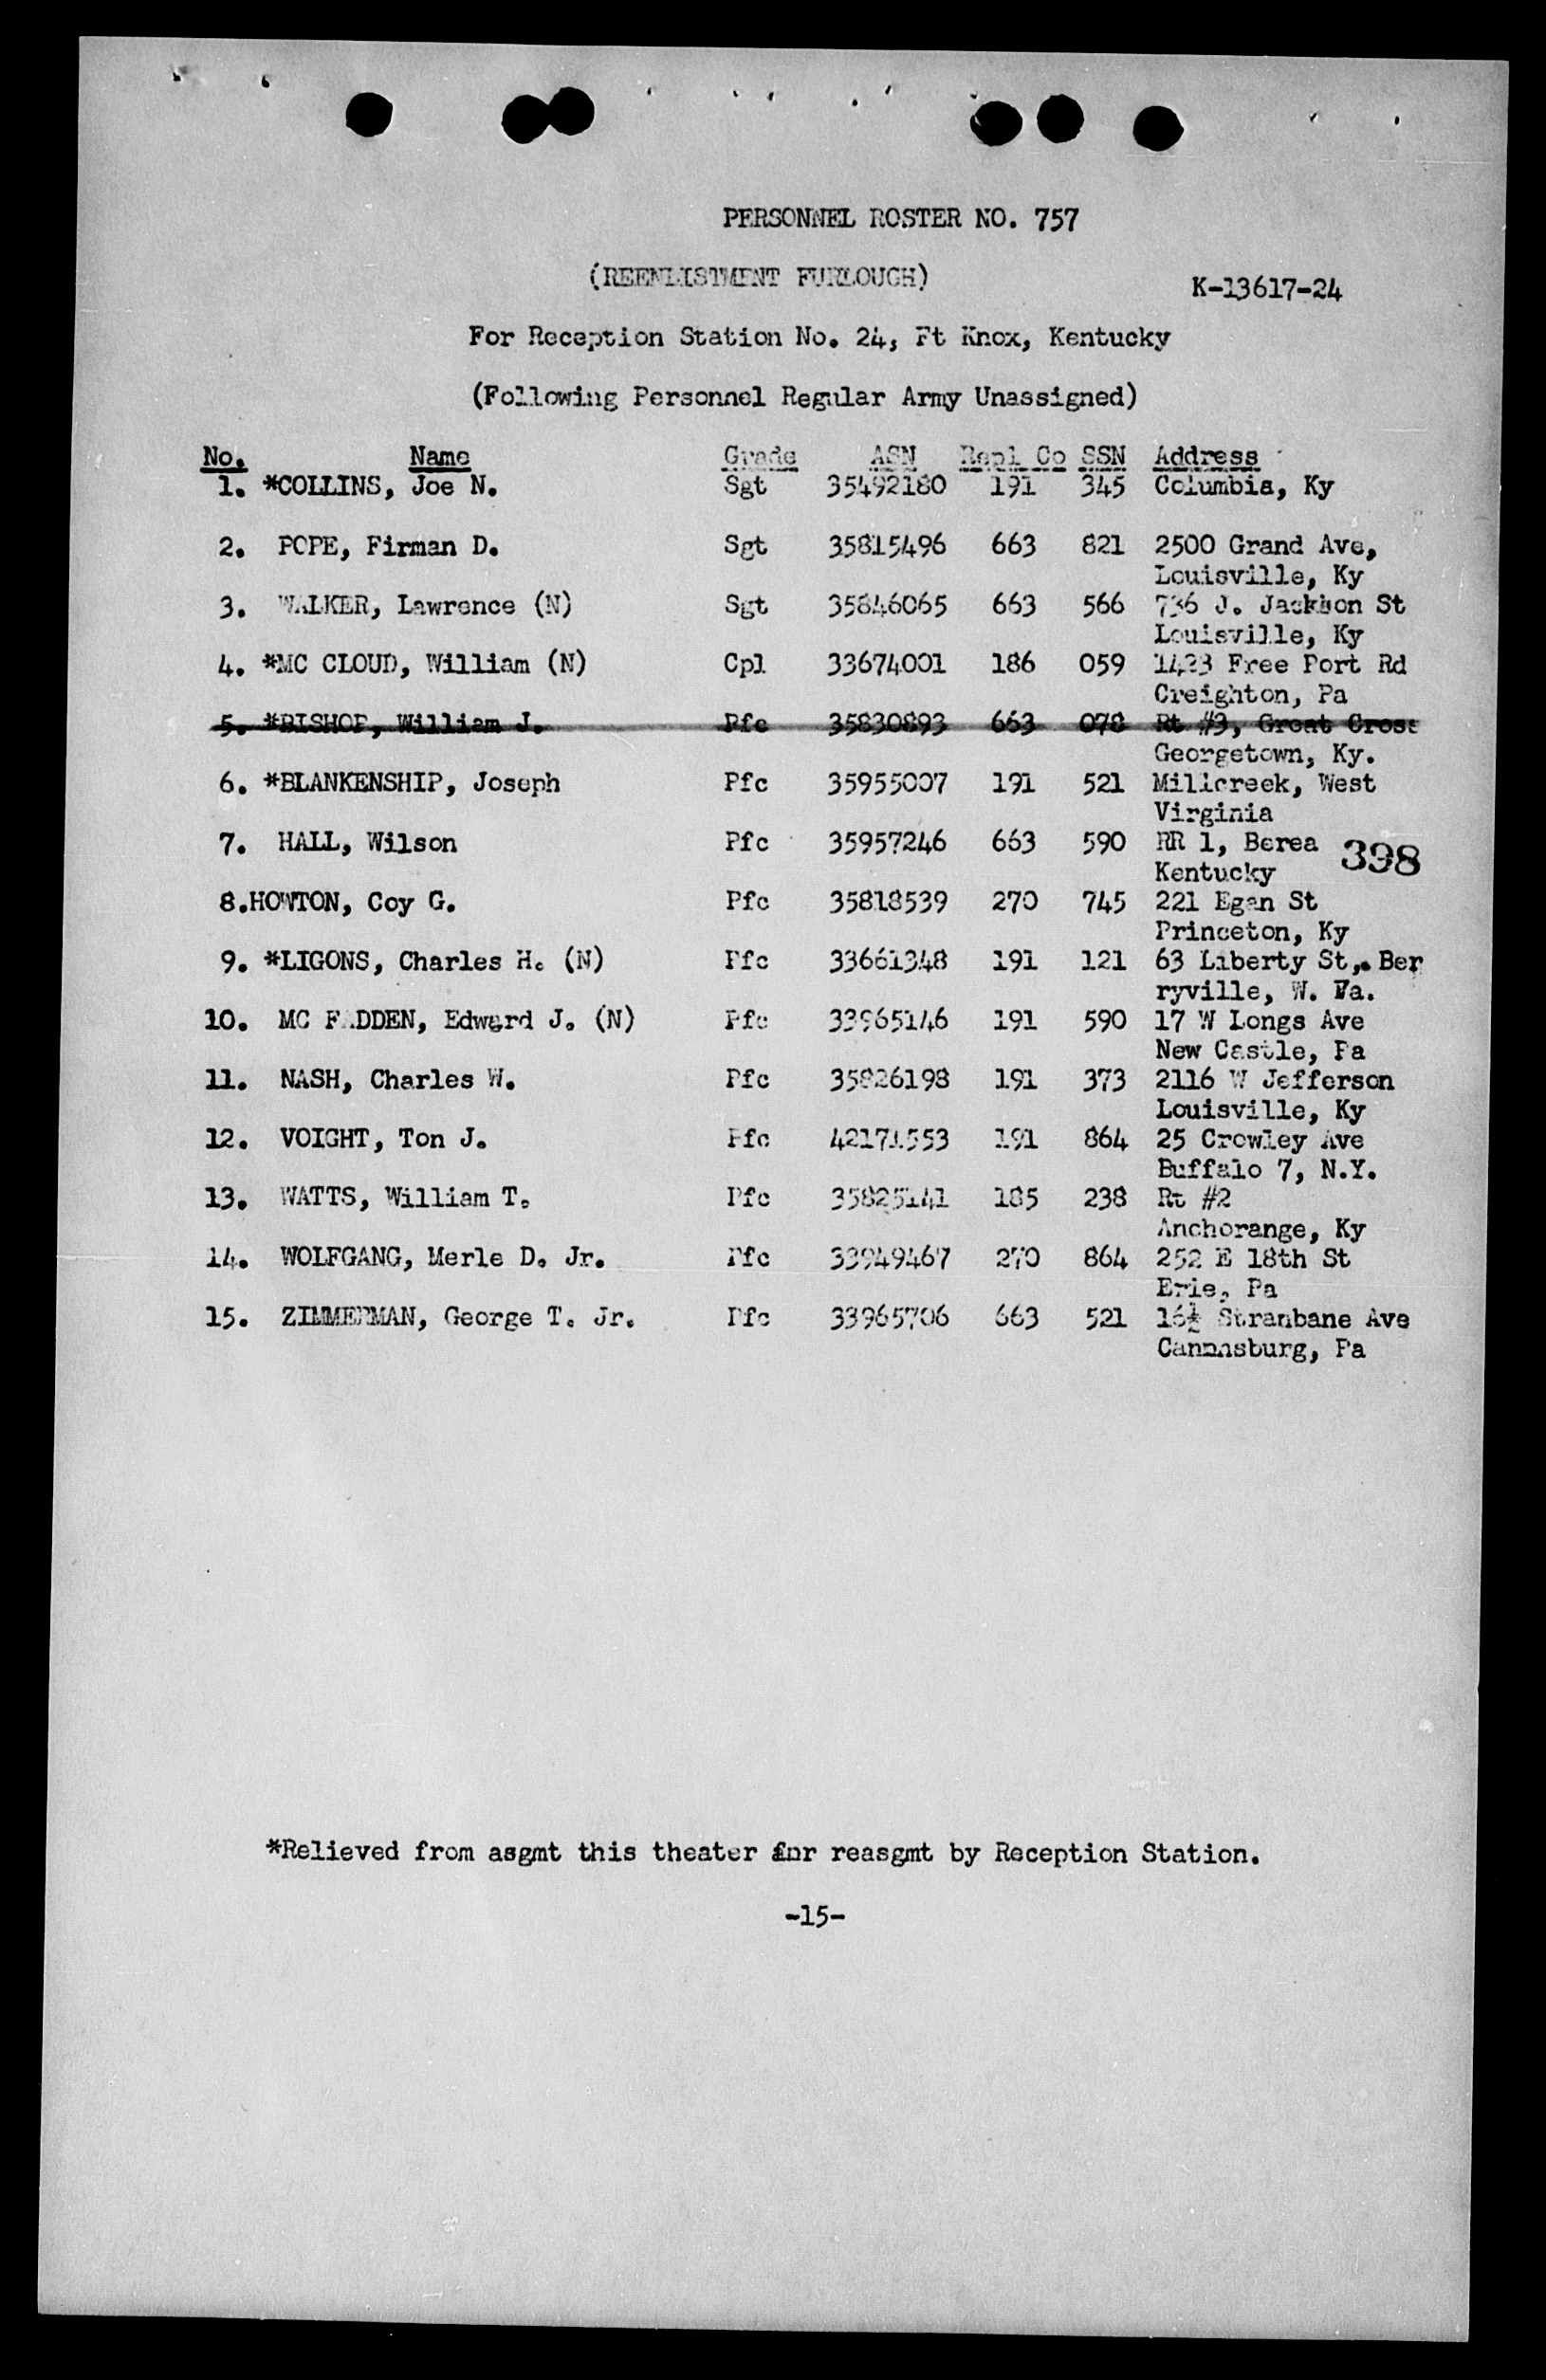 PERSONNEL ROSTER NO. 757
(REENLISTMENT FURLOUGH)
K-13617-24
For Reception Station No. 24, Ft Knox, Kentucky
(Following Personnel Regular Army Unassigned)
No. Name Grade ASN Repl Co SSN Address
1. *COLLINS, Joe N. Sgt 35492180 191 345 Columbia, Ky
2. POPE, Firman D. Sgt 35815496 663 821 2500 Grand Ave,
Louisville, Ky
3. WALKER, Lawrence (N) Sgt 35846065 663 566 736 J. Jackson St
Louisville, Ky
4. *MC CLOUD, William (N) Cpl 33674001 186 059 1423 Free Port Rd
Creighton, Pa
5. *BISHOP, William J. Pfc 35830893 663 078 Rt #3, Great Cross
Georgetown, Ky.
6. *BLANKENSHIP, Joseph Pfc 35955007 191 521 Millcreek, West
Virginia
7. HALL, Wilson Pfc 35957246 663 590 RR 1, Berea
Kentucky
398
8.HOWTON, Coy G. Pfc 35818539 270 745 221 Egan St
Princeton, Ky
9. *LIGONS, Charles H. (N) Pfc 33661348 191 121 63 Liberty St,. Ber
ryville, W. Va.
10. MC FADDEN, Edward J. (N) Pfc 33965146 191 590 17 W Longs Ave
New Castle, Pa
11. NASH, Charles W. Pfc 35826198 191 373 2116 W Jefferson
Louisville, Ky
12. VOIGHT, Ton J. Pfc 42171553 191 864 25 Crowley Ave
Buffalo 7, N.Y.
13. WATTS, William T. Pfc 35825141 185 238 Rt #2
Anchorange, Ky
14. WOLFGANG, Merle D. Jr. Pfc 33949467 270 864 252 E 18th St
Erie, Pa
15. ZIMMERMAN, George T. Jr. Pfc 33965706 663 521 16½ Stranbane Ave
Cannnsburg, Pa
*Relieved from asgmt this theater for reasgmt by Reception Station.
-15-